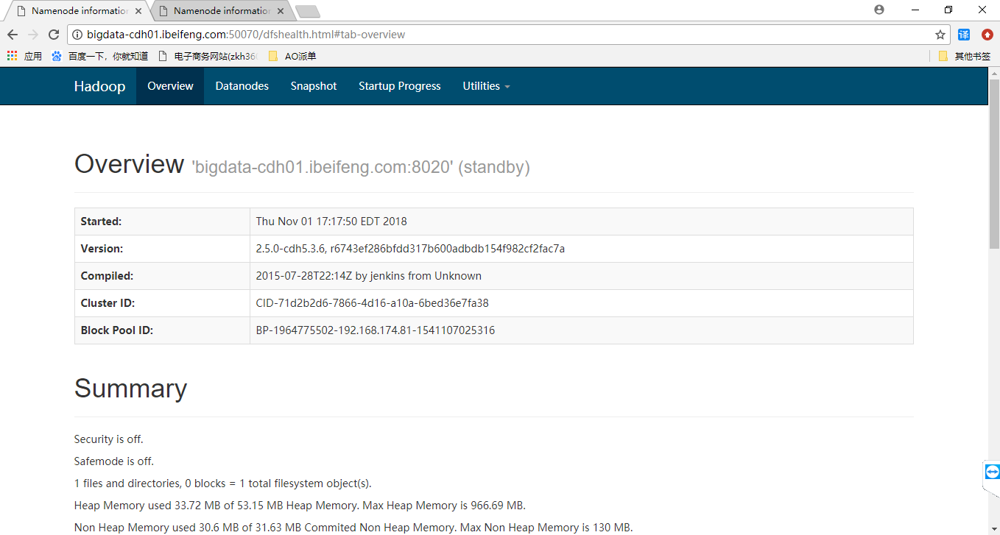 Namenode information
Namenode information
bigdata-cdh01.ibeifeng.com:50070/dfshealth.html#tab-overview
译
应用 百度一下，你就知道 电子商务网站(zkh360 AO派单 其他书签
Hadoop Overview Datanodes Snapshot Startup Progress Utilities
Overview 'bigdata-cdh01.ibeifeng.com:8020' (standby)
Started: Thu Nov 01 17:17:50 EDT 2018
Version: 2.5.0-cdh5.3.6, r6743ef286bfdd317b600adbdb154f982cf2fac7a
Compiled: 2015-07-28T22:14Z by jenkins from Unknown
Cluster ID: CID-71d2b2d6-7866-4d16-a10a-6bed36e7fa38
Block Pool ID: BP-1964775502-192.168.174.81-1541107025316
Summary
Security is off.
Safemode is off.
1 files and directories, 0 blocks = 1 total filesystem object(s).
Heap Memory used 33.72 MB of 53.15 MB Heap Memory. Max Heap Memory is 966.69 MB.
Non Heap Memory used 30.6 MB of 31.63 MB Commited Non Heap Memory. Max Non Heap Memory is 130 MB.